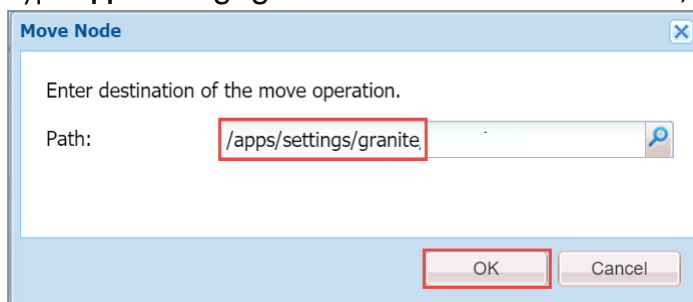 Move Node
Enter destination of the move operation.
Path:
/apps/settings/granite
OK
Cancel